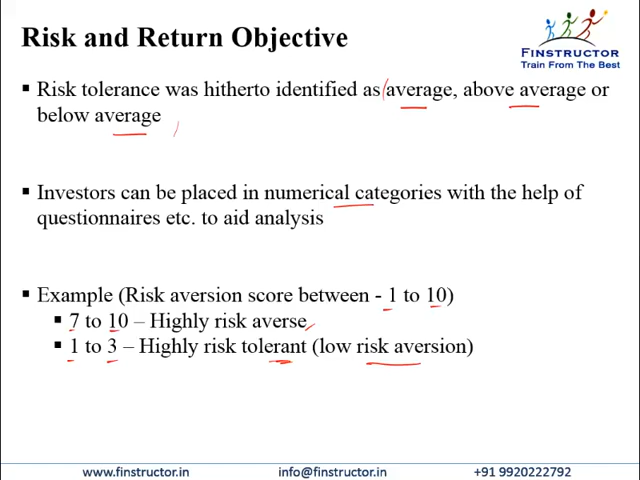 Risk and Return Objective
FINSTRUCTOR
TRAIN FROM THE BEST
▪ Risk tolerance was hitherto identified as average, above average or
below average
▪ Investors can be placed in numerical categories with the help of
questionnaires etc. to aid analysis
▪ Example (Risk aversion score between - 1 to 10)
▪ 7 to 10 – Highly risk averse
▪ 1 to 3 – Highly risk tolerant (low risk aversion)
www.finstructor.in info@finstructor.in +91 9920222792